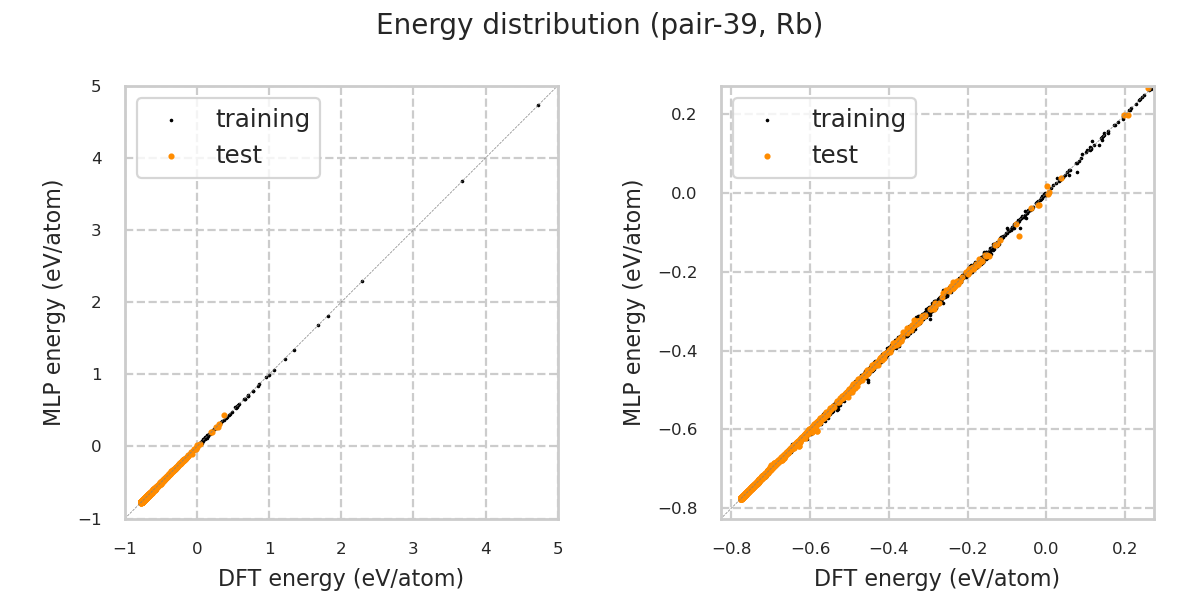 Energy distribution (pair-39, Rb)
training
test
5
4
3
2
1
0
−1
−1
0
1
2
3
4
5
MLP energy (eV/atom)
DFT energy (eV/atom)
training
test
0.2
0.0
−0.2
−0.4
−0.6
−0.8
−0.8
−0.6
−0.4
−0.2
0.0
0.2
MLP energy (eV/atom)
DFT energy (eV/atom)